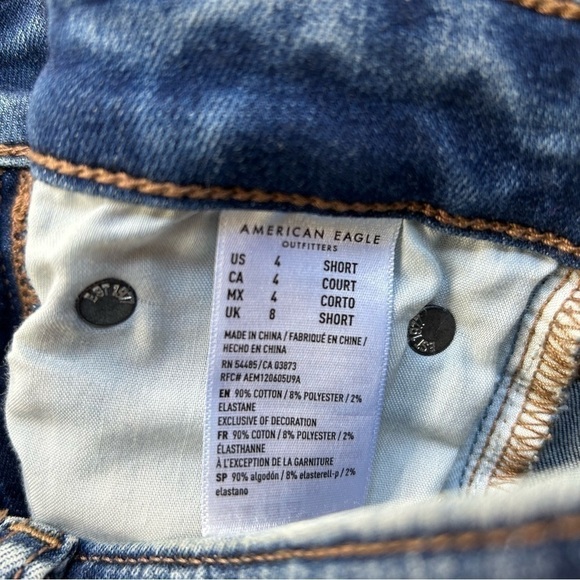 AMERICAN EAGLE
OUTFITTERS
US 4 SHORT
CA 4 COURT
MX 4 CORTO
UK 8 SHORT
MADE IN CHINA / FABRIQUÉ EN CHINE /
HECHO EN CHINA
RN 54485/CA 03873
RFC# AEM120605U9A
EN 90% COTTON / 8% POLYESTER / 2%
ELASTANE
EXCLUSIVE OF DECORATION
FR 90% COTON / 8% POLYESTER / 2%
ÉLASTHANNE
À L'EXCEPTION DE LA GARNITURE
SP 90% algodón / 8% elasterell-p / 2%
elastano